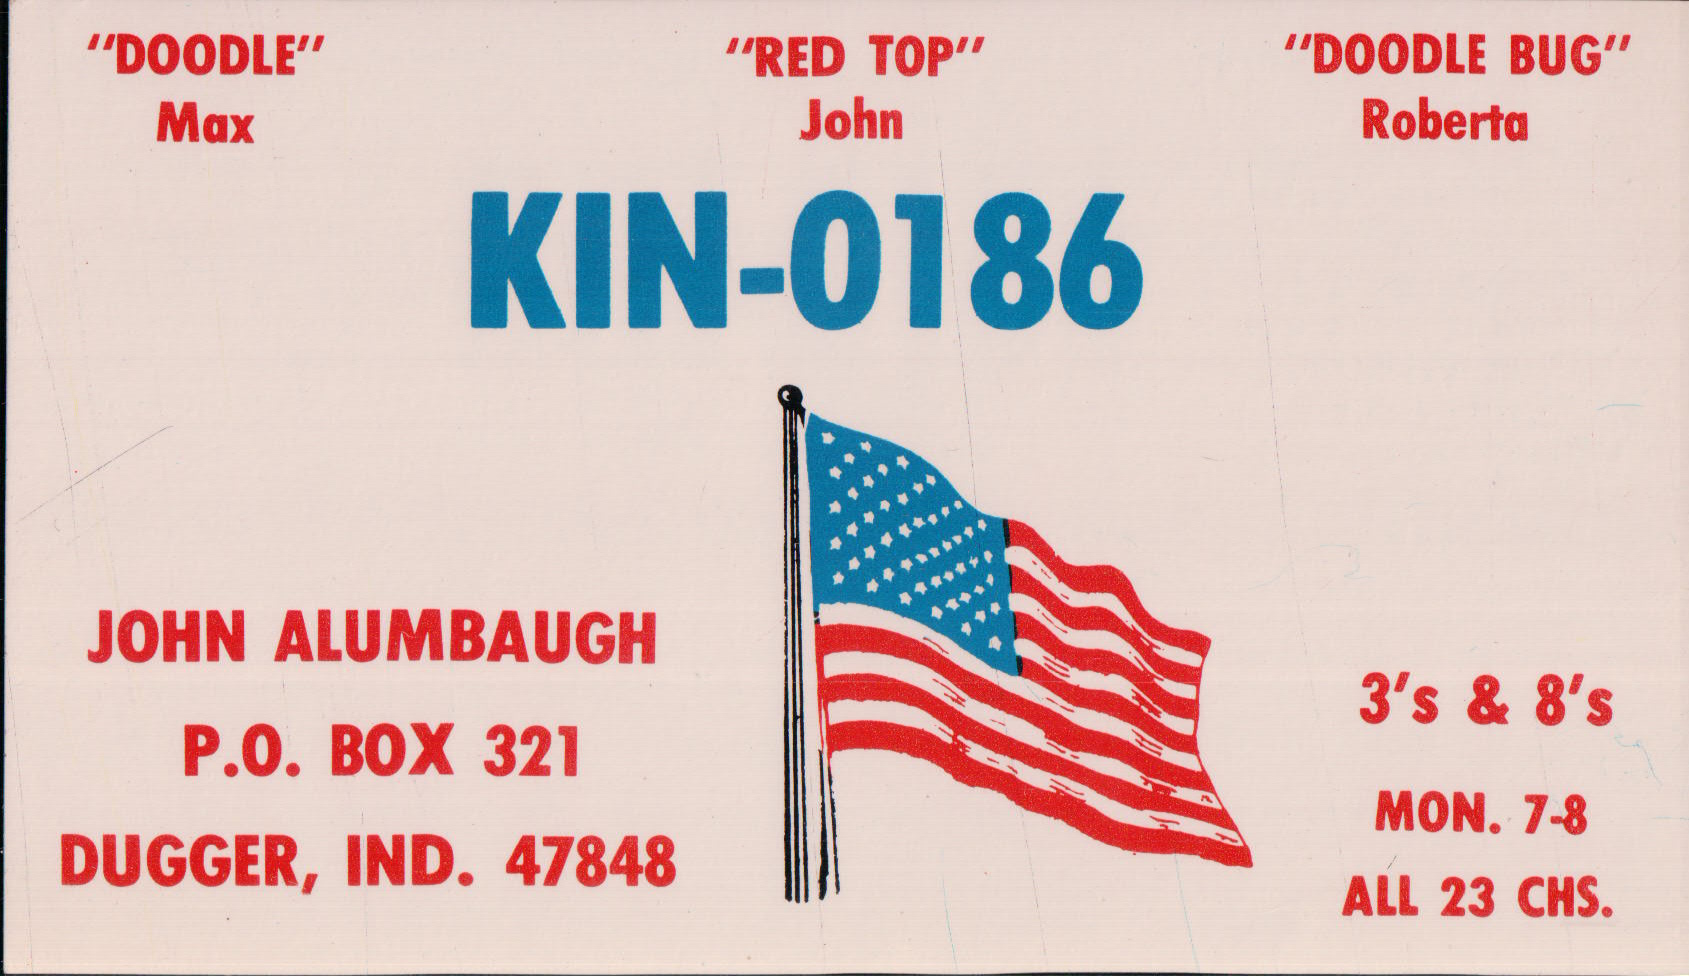 "DOODLE"
Max
"RED TOP"
John
"DOODLE BUG"
Roberta
KIN-0186
JOHN ALUMBAUGH
P.O. BOX 321
DUGGER, IND. 47848
3's & 8's
MON. 7-8
ALL 23 CHS.